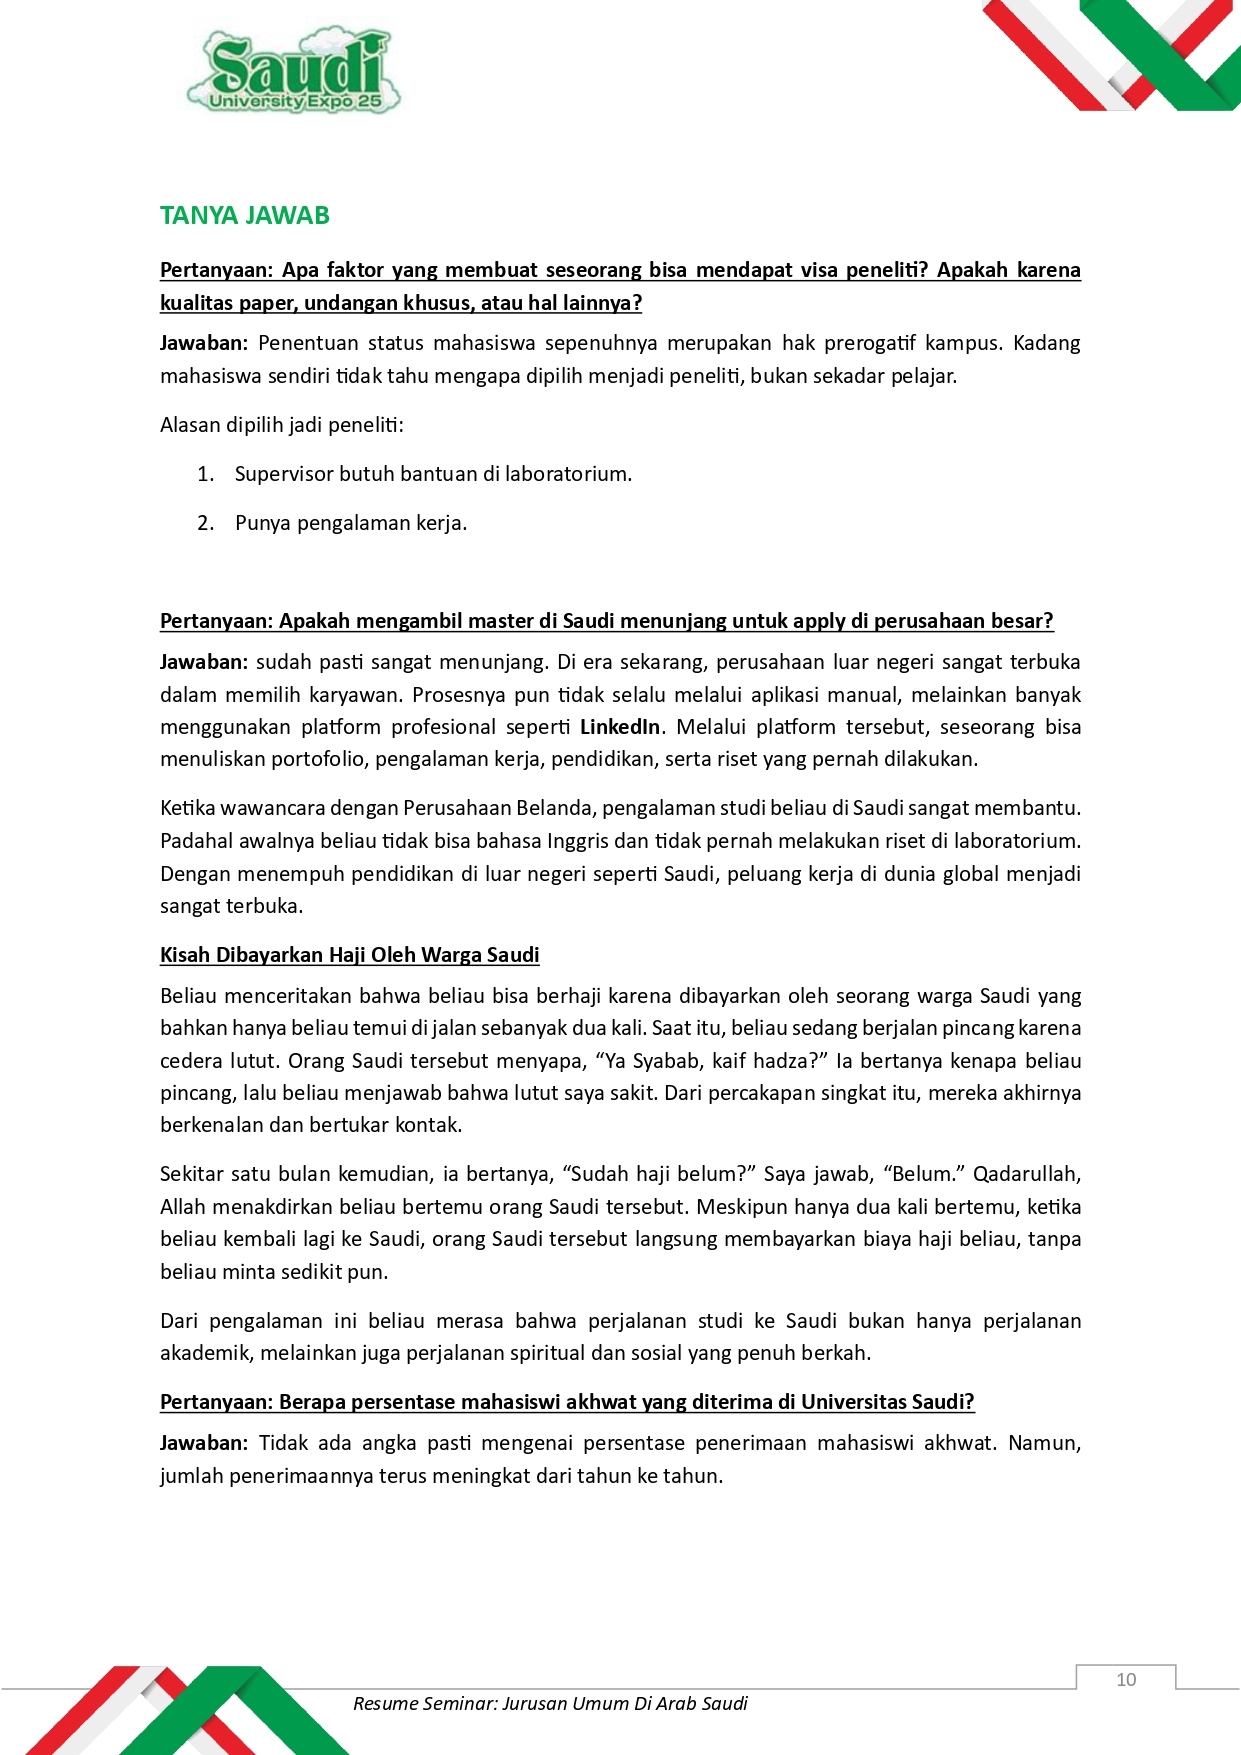 Saudi
University Expo 25
TANYA JAWAB
Pertanyaan: Apa faktor yang membuat seseorang bisa mendapat visa peneliti? Apakah karena
kualitas paper, undangan khusus, atau hal lainnya?
Jawaban: Penentuan status mahasiswa sepenuhnya merupakan hak prerogatif kampus. Kadang
mahasiswa sendiri tidak tahu mengapa dipilih menjadi peneliti, bukan sekadar pelajar.
Alasan dipilih jadi peneliti:
1. Supervisor butuh bantuan di laboratorium.
2. Punya pengalaman kerja.
Pertanyaan: Apakah mengambil master di Saudi menunjang untuk apply di perusahaan besar?
Jawaban: sudah pasti sangat menunjang. Di era sekarang, perusahaan luar negeri sangat terbuka
dalam memilih karyawan. Prosesnya pun tidak selalu melalui aplikasi manual, melainkan banyak
menggunakan platform profesional seperti LinkedIn. Melalui platform tersebut, seseorang bisa
menuliskan portofolio, pengalaman kerja, pendidikan, serta riset yang pernah dilakukan.
Ketika wawancara dengan Perusahaan Belanda, pengalaman studi beliau di Saudi sangat membantu.
Padahal awalnya beliau tidak bisa bahasa Inggris dan tidak pernah melakukan riset di laboratorium.
Dengan menempuh pendidikan di luar negeri seperti Saudi, peluang kerja di dunia global menjadi
sangat terbuka.
Kisah Dibayarkan Haji Oleh Warga Saudi
Beliau menceritakan bahwa beliau bisa berhaji karena dibayarkan oleh seorang warga Saudi yang
bahkan hanya beliau temui di jalan sebanyak dua kali. Saat itu, beliau sedang berjalan pincang karena
cedera lutut. Orang Saudi tersebut menyapa, “Ya Syabab, kaif hadza?” Ia bertanya kenapa beliau
pincang, lalu beliau menjawab bahwa lutut saya sakit. Dari percakapan singkat itu, mereka akhirnya
berkenalan dan bertukar kontak.
Sekitar satu bulan kemudian, ia bertanya, “Sudah haji belum?” Saya jawab, “Belum.” Qadarullah,
Allah menakdirkan beliau bertemu orang Saudi tersebut. Meskipun hanya dua kali bertemu, ketika
beliau kembali lagi ke Saudi, orang Saudi tersebut langsung membayarkan biaya haji beliau, tanpa
beliau minta sedikit pun.
Dari pengalaman ini beliau merasa bahwa perjalanan studi ke Saudi bukan hanya perjalanan
akademik, melainkan juga perjalanan spiritual dan sosial yang penuh berkah.
Pertanyaan: Berapa persentase mahasiswi akhwat yang diterima di Universitas Saudi?
Jawaban: Tidak ada angka pasti mengenai persentase penerimaan mahasiswi akhwat. Namun,
jumlah penerimaannya terus meningkat dari tahun ke tahun.
10
Resume Seminar: Jurusan Umum Di Arab Saudi